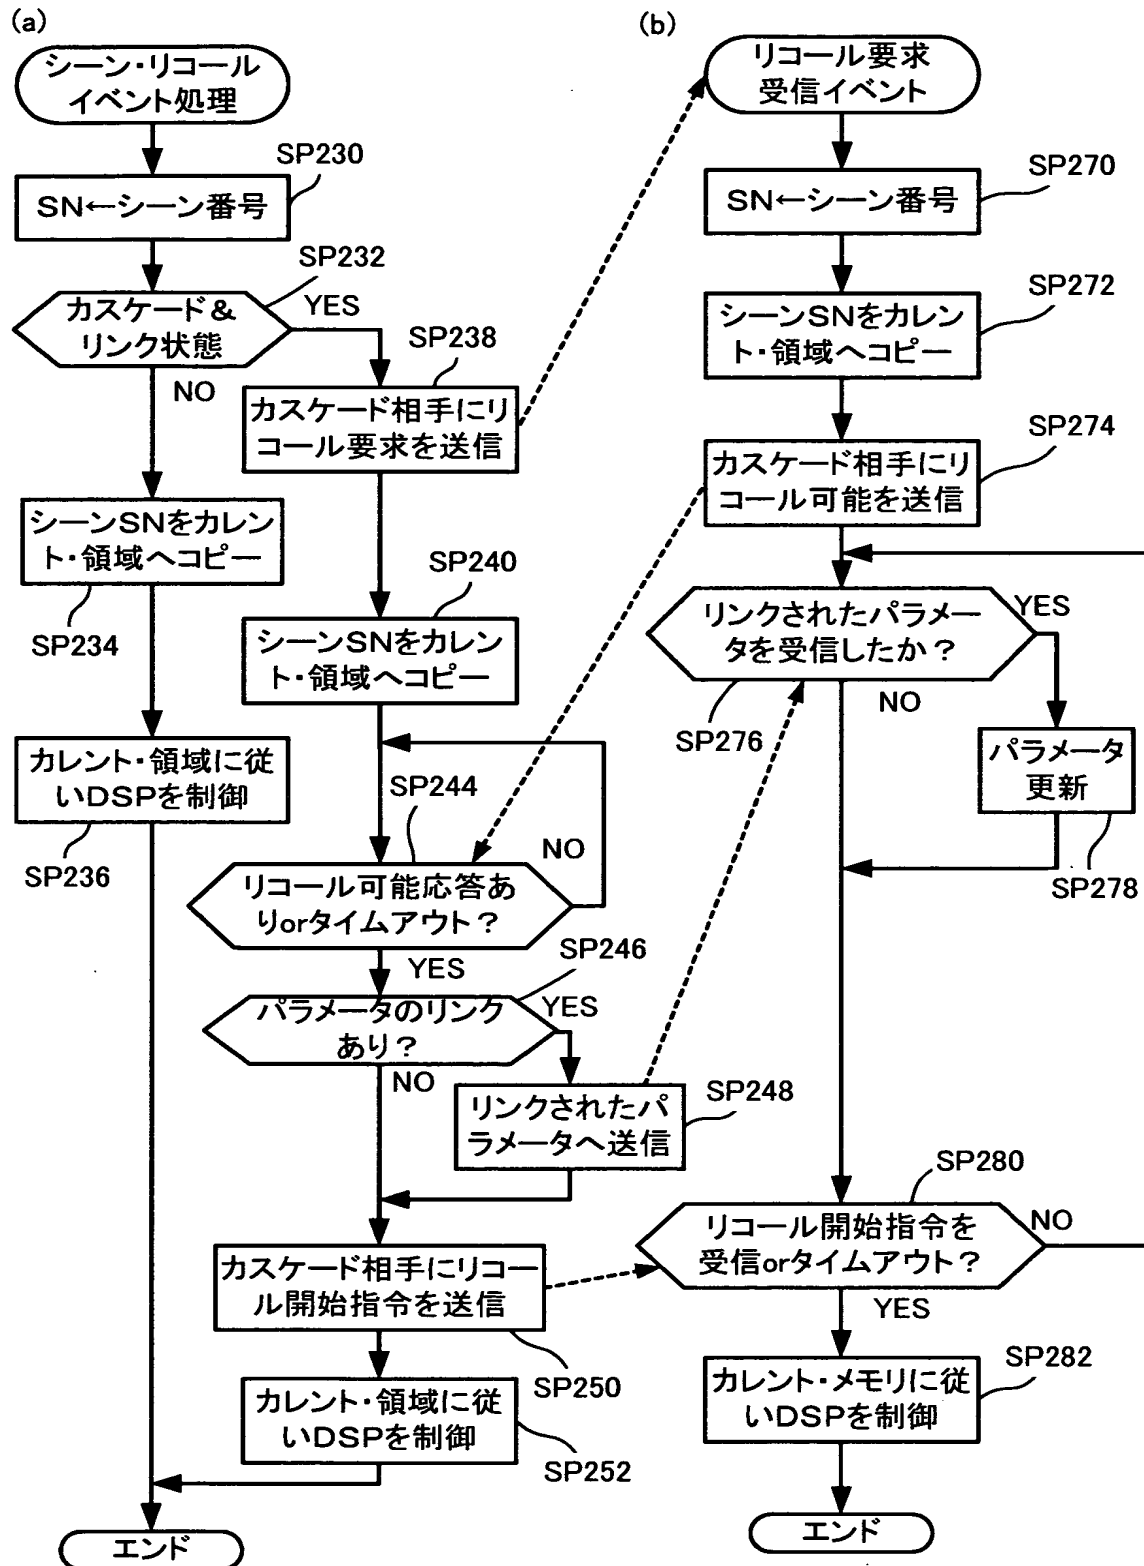 (a)
シーン・リコール
イベント処理
SP230
SN←シーン番号
SP232
カスケード&
リンク状態
YES
NO
SP238
カスケード相手にリ
コール要求を送信
シーンSNをカレン
ト・領域へコピー
SP234
SP240
シーンSNをカレン
ト・領域へコピー
カレント・領域に従
いDSPを制御
SP236
SP244
NO
リコール可能応答あ
りorタイムアウト?
YES
SP246
パラメータのリンク
あり?
YES
NO
SP248
リンクされたパ
ラメータへ送信
カスケード相手にリコー
ル開始指令を送信
SP250
カレント・領域に従
いDSPを制御
SP252
エンド
(b)
リコール要求
受信イベント
SP270
SN←シーン番号
SP272
シーンSNをカレン
ト・領域へコピー
SP274
カスケード相手にリ
コール可能を送信
リンクされたパラメー
タを受信したか?
YES
NO
SP276
パラメータ
更新
SP278
SP280
リコール開始指令を
受信orタイムアウト?
NO
YES
SP282
カレント・メモリに従
いDSPを制御
エンド